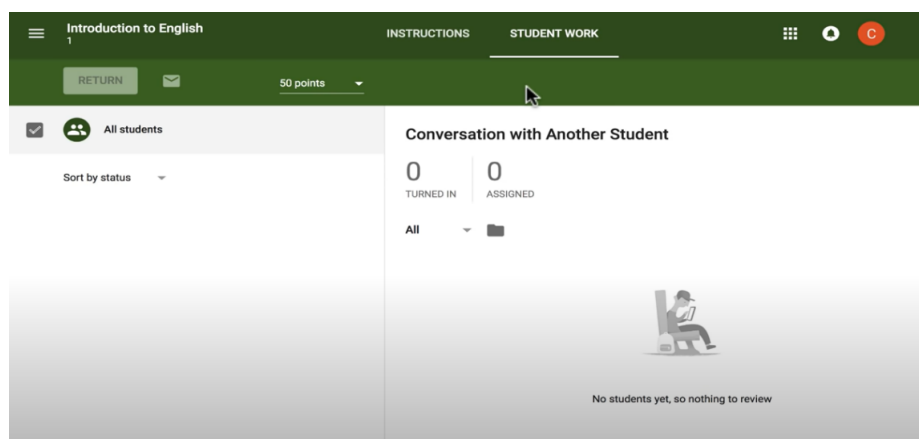 Introduction to English
1
INSTRUCTIONS
STUDENT WORK
C
RETURN
50 points
All students
Sort by status
Conversation with Another Student
0
TURNED IN
0
ASSIGNED
All
No students yet, so nothing to review